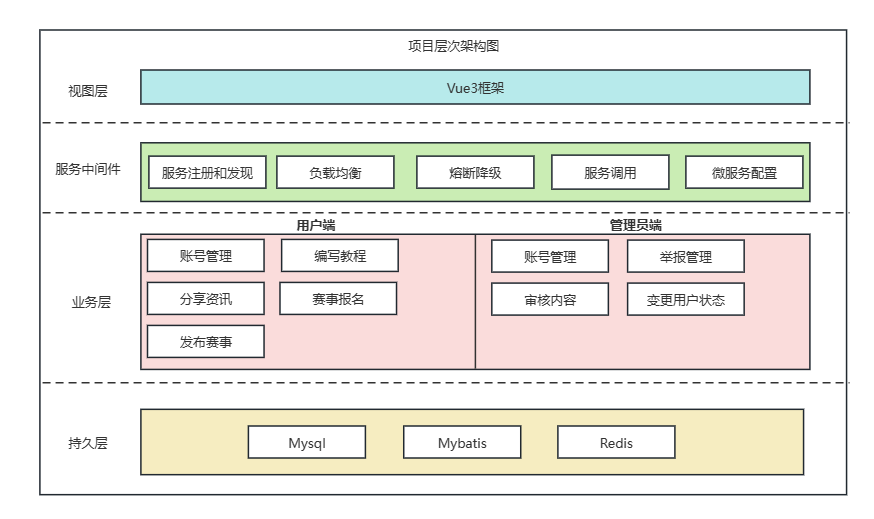 项目层次架构图
视图层
Vue3框架
服务中间件
服务注册和发现
负载均衡
熔断降级
服务调用
微服务配置
用户端
管理员端
业务层
账号管理
编写教程
分享资讯
赛事报名
发布赛事
账号管理
举报管理
审核内容
变更用户状态
持久层
Mysql
Mybatis
Redis